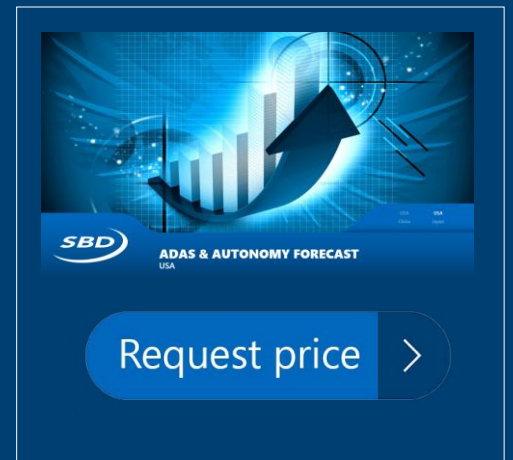 USA USA
China Japan
SBD
ADAS & AUTONOMY FORECAST
USA
Request price